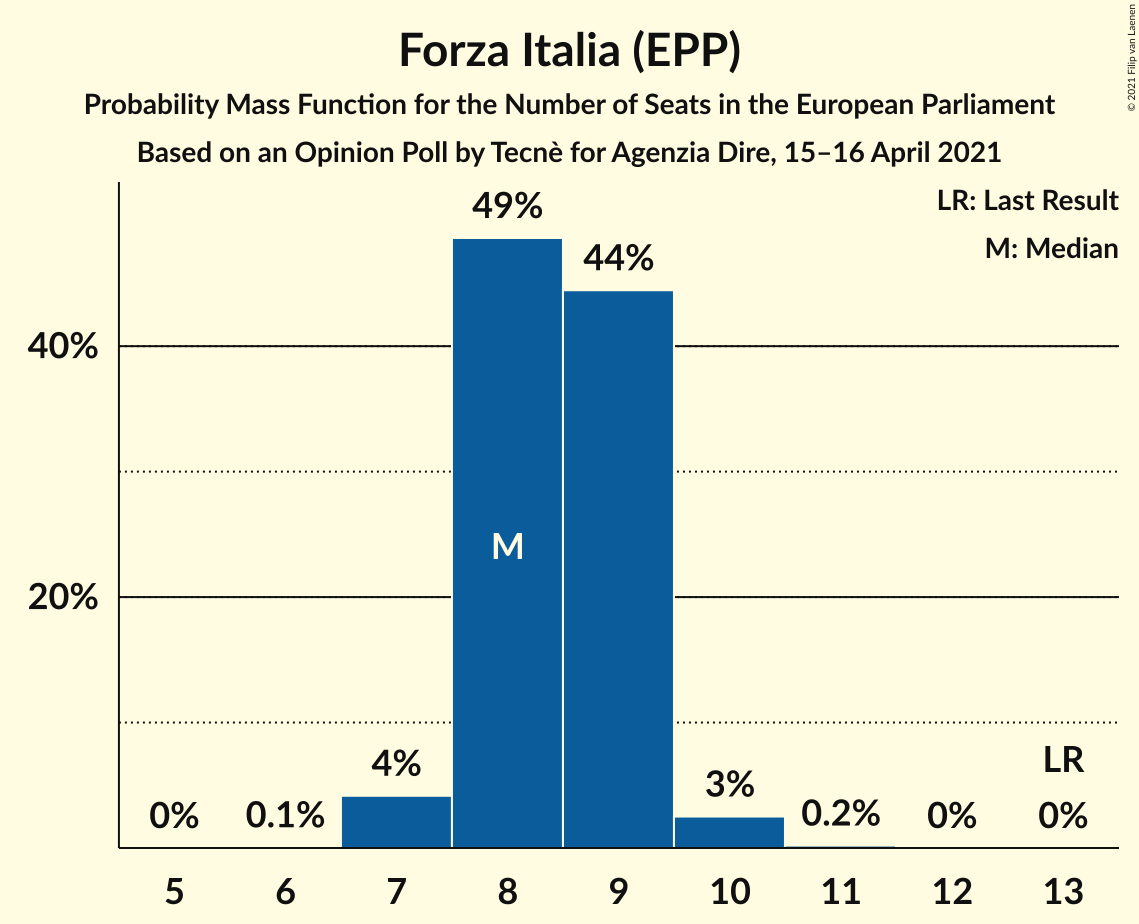 Forza Italia (EPP)
Probability Mass Function for the Number of Seats in the European Parliament
Based on an Opinion Poll by Tecnè for Agenzia Dire, 15–16 April 2021
© 2021 Filip van Laenen
LR: Last Result
M: Median
49%
44%
40%
M
20%
LR
4%
3%
0% 0.1% 0.2% 0% 0%
5 6 7 8 9 10 11 12 13